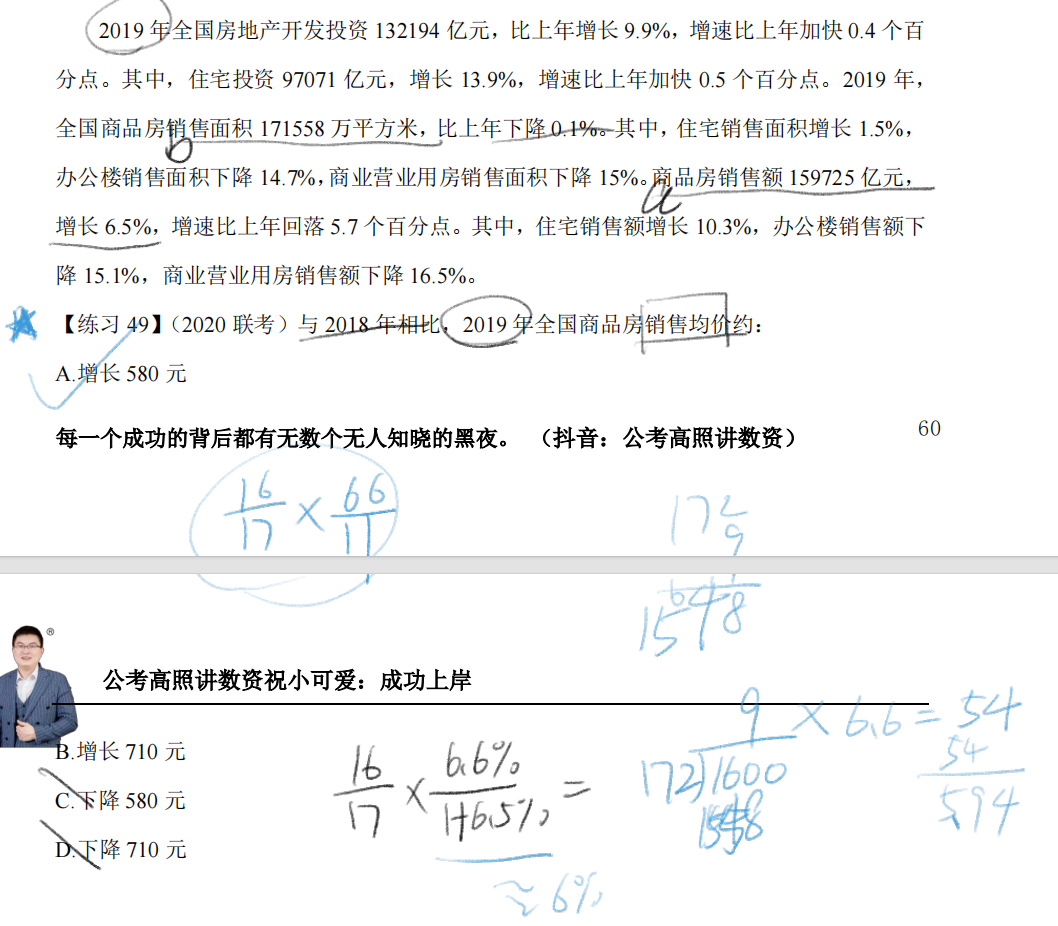 2019 年全国房地产开发投资 132194 亿元，比上年增长 9.9%，增速比上年加快 0.4 个百
分点。其中，住宅投资 97071 亿元，增长 13.9%，增速比上年加快 0.5 个百分点。2019 年，
全国商品房销售面积 171558 万平方米，比上年下降 0.1%。其中，住宅销售面积增长 1.5%，
b
办公楼销售面积下降 14.7%，商业营业用房销售面积下降 15%。商品房销售额 159725 亿元，
a
增长 6.5%，增速比上年回落 5.7 个百分点。其中，住宅销售额增长 10.3%，办公楼销售额下
降 15.1%，商业营业用房销售额下降 16.5%。
【练习 49】（2020 联考）与 2018 年相比，2019 年全国商品房销售均价约：
A.增长 580 元
每一个成功的背后都有无数个无人知晓的黑夜。 （抖音：公考高照讲数资）
60
16/17 × 66/11
172
9
1548
®
公考高照讲数资祝小可爱：成功上岸
9 × 6.6 = 54
54
594
172)1600
1548
B.增长 710 元
16/17 × 6.6%/1+6.5% =
C.下降 580 元
D.下降 710 元
≈ 6%